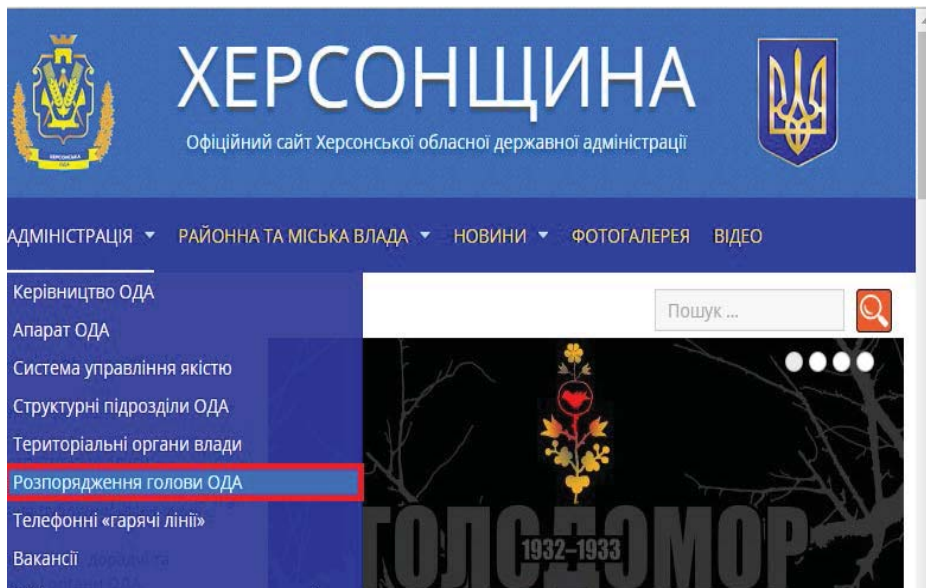 ХЕРСОНЩИНА
Офіційний сайт Херсонської обласної державної адміністрації
ХЕРСОНСЬКА
ОДА
АДМІНІСТРАЦІЯ РАЙОННА ТА МІСЬКА ВЛАДА НОВИНИ ФОТОГАЛЕРЕЯ ВІДЕО
Керівництво ОДА
Апарат ОДА
Система управління якістю
Структурні підрозділи ОДА
Територіальні органи влади
Розпорядження голови ОДА
Телефонні «гарячі лінії»
Вакансії
Пошук ...
ГОЛОДОМОР
1932–1933